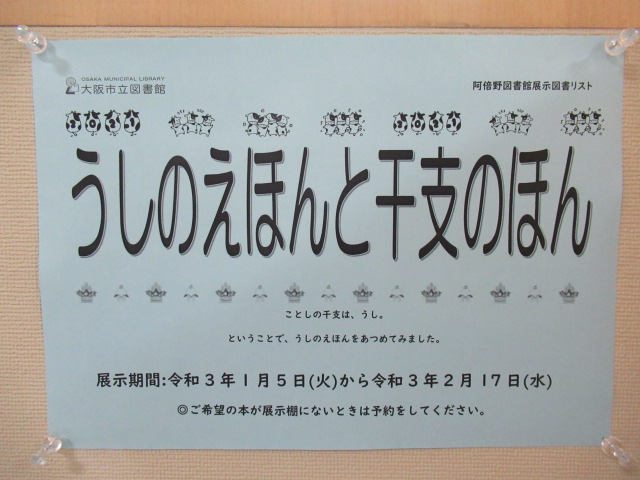 OSAKA MUNICIPAL LIBRARY
大阪市立図書館
阿倍野図書館展示図書リスト
うしのえほんと干支のほん
ことしの干支は、うし。
ということで、うしのえほんをあつめてみました。
展示期間:令和3年1月5日(火)から令和3年2月17日(水)
◎ご希望の本が展示棚にないときは予約をしてください。